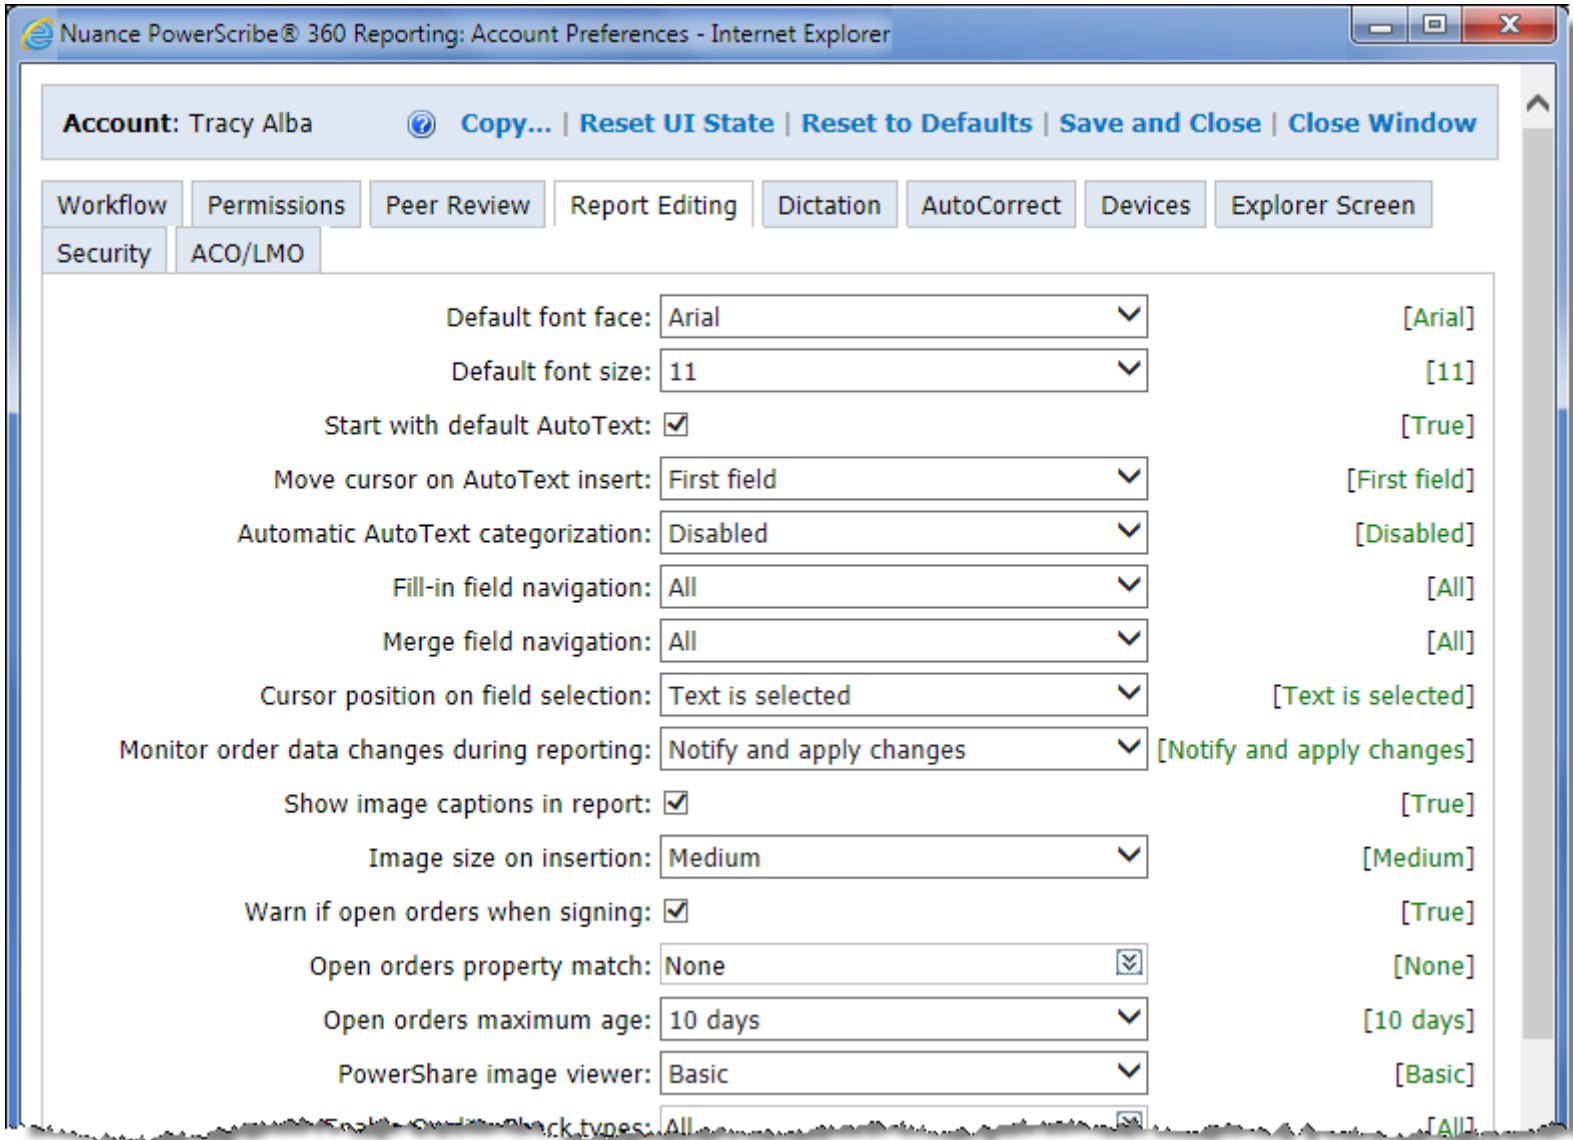 Nuance PowerScribe® 360 Reporting: Account Preferences - Internet Explorer
Account: Tracy Alba Copy... | Reset UI State | Reset to Defaults | Save and Close | Close Window
Workflow Permissions Peer Review Report Editing Dictation AutoCorrect Devices Explorer Screen
Security ACO/LMO
Default font face: Arial [Arial]
Default font size: 11 [11]
Start with default AutoText: [True]
Move cursor on AutoText insert: First field [First field]
Automatic AutoText categorization: Disabled [Disabled]
Fill-in field navigation: All [All]
Merge field navigation: All [All]
Cursor position on field selection: Text is selected [Text is selected]
Monitor order data changes during reporting: Notify and apply changes [Notify and apply changes]
Show image captions in report: [True]
Image size on insertion: Medium [Medium]
Warn if open orders when signing: [True]
Open orders property match: None [None]
Open orders maximum age: 10 days [10 days]
PowerShare image viewer: Basic [Basic]
types: All [All]